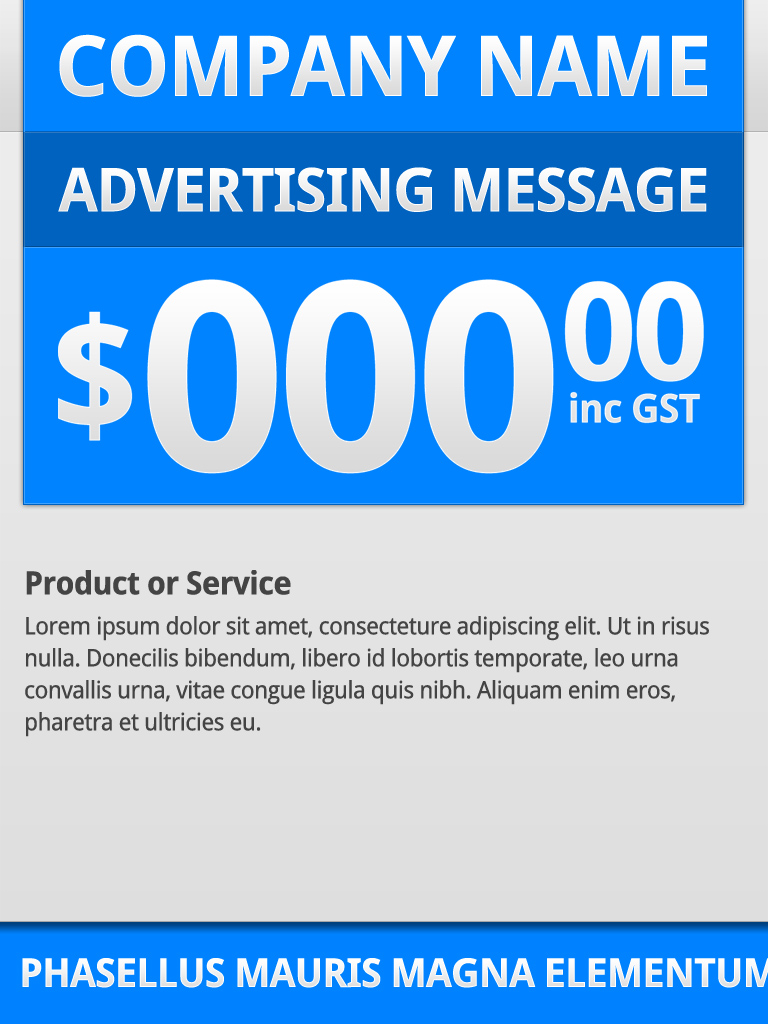 COMPANY NAME
ADVERTISING MESSAGE
$00000
inc GST
Product or Service
Lorem ipsum dolor sit amet, consecteture adipiscing elit. Ut in risus
nulla. Donecilis bibendum, libero id lobortis temporate, leo urna
convallis urna, vitae congue ligula quis nibh. Aliquam enim eros,
pharetra et ultricies eu.
PHASELLUS MAURIS MAGNA ELEMENTUM